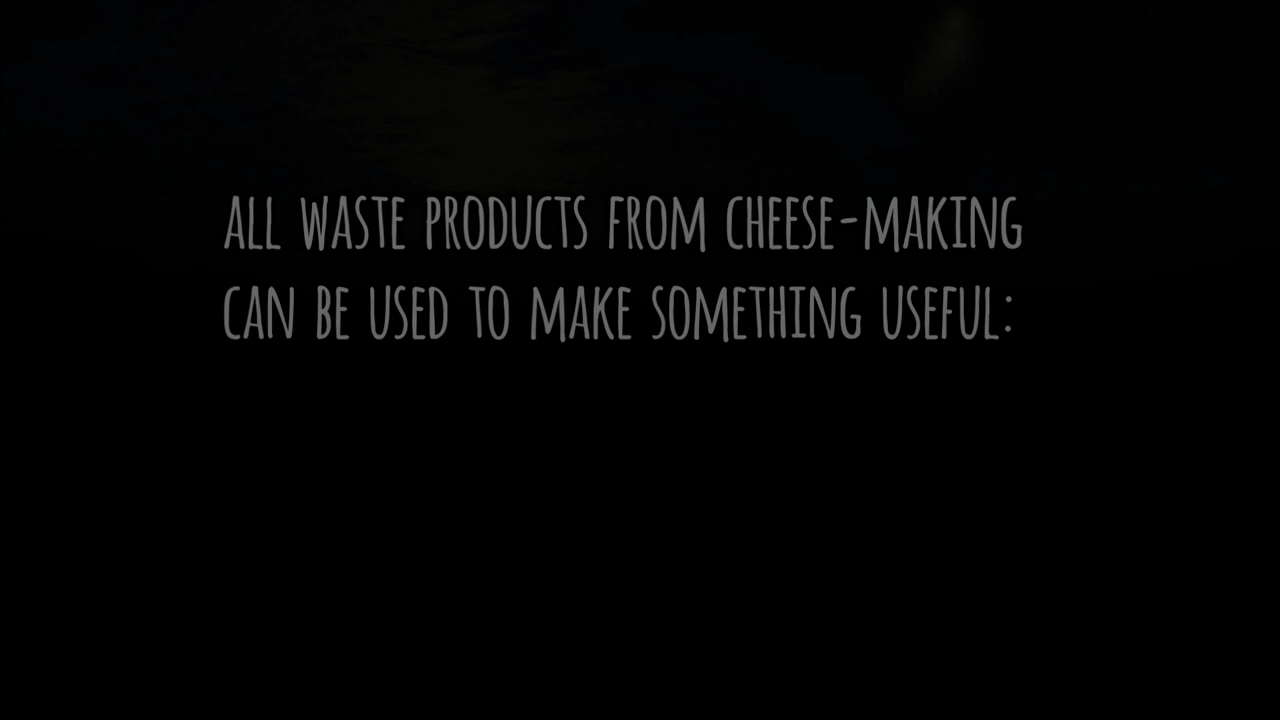 ALL WASTE PRODUCTS FROM CHEESE-MAKING
CAN BE USED TO MAKE SOMETHING USEFUL: